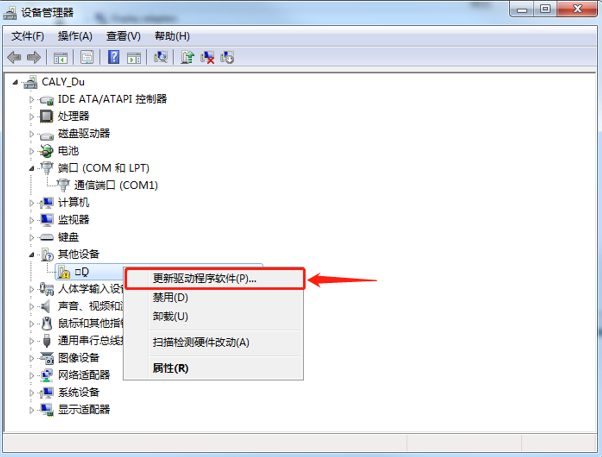 设备管理器
文件(F) 操作(A) 查看(V) 帮助(H)
CALY_Du
IDE ATA/ATAPI 控制器
处理器
磁盘驱动器
电池
端口 (COM 和 LPT)
通信端口 (COM1)
计算机
监视器
键盘
其他设备
□Q
更新驱动程序软件(P)...
人体学输入设
禁用(D)
声音、视频和
卸载(U)
鼠标和其他指
通用串行总线
扫描检测硬件改动(A)
图像设备
属性(R)
网络适配器
系统设备
显示适配器